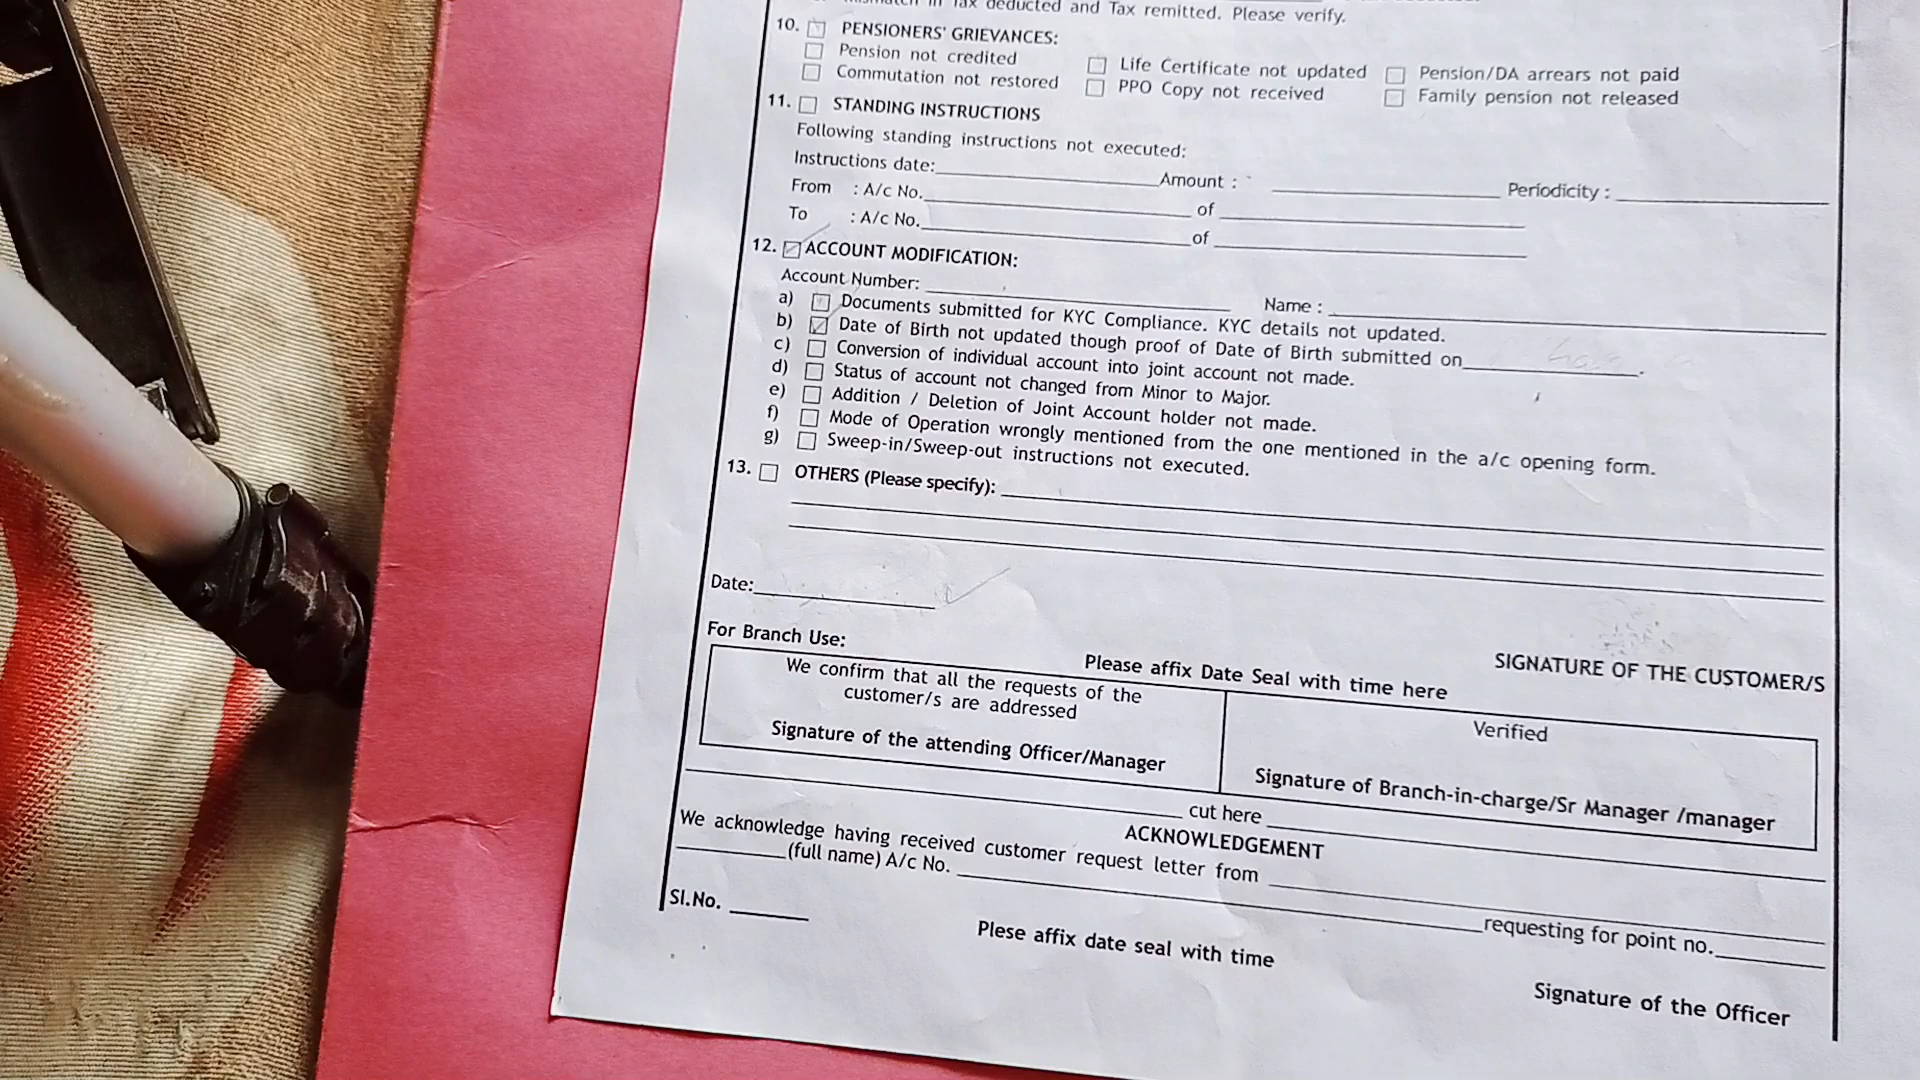 mismatch in Tax deducted and Tax remitted. Please verify.
10. PENSIONERS' GRIEVANCES:
Pension not credited Life Certificate not updated Pension/DA arrears not paid
Commutation not restored PPO Copy not received Family pension not released
11. STANDING INSTRUCTIONS
Following standing instructions not executed:
Instructions date: Amount : Periodicity :
From : A/c No. of
To : A/c No. of
12. ACCOUNT MODIFICATION:
Account Number: Name :
a) Documents submitted for KYC Compliance. KYC details not updated.
b) Date of Birth not updated though proof of Date of Birth submitted on .
c) Conversion of individual account into joint account not made.
d) Status of account not changed from Minor to Major.
e) Addition / Deletion of Joint Account holder not made.
f) Mode of Operation wrongly mentioned from the one mentioned in the a/c opening form.
g) Sweep-in/Sweep-out instructions not executed.
13. OTHERS (Please specify):
Date:
SIGNATURE OF THE CUSTOMER/S
For Branch Use:
Please affix Date Seal with time here
We confirm that all the requests of the
customer/s are addressed
Signature of the attending Officer/Manager
Verified
Signature of Branch-in-charge/Sr Manager /manager
cut here
ACKNOWLEDGEMENT
We acknowledge having received customer request letter from
(full name) A/c No. requesting for point no.
Sl.No.
Plese affix date seal with time
Signature of the Officer